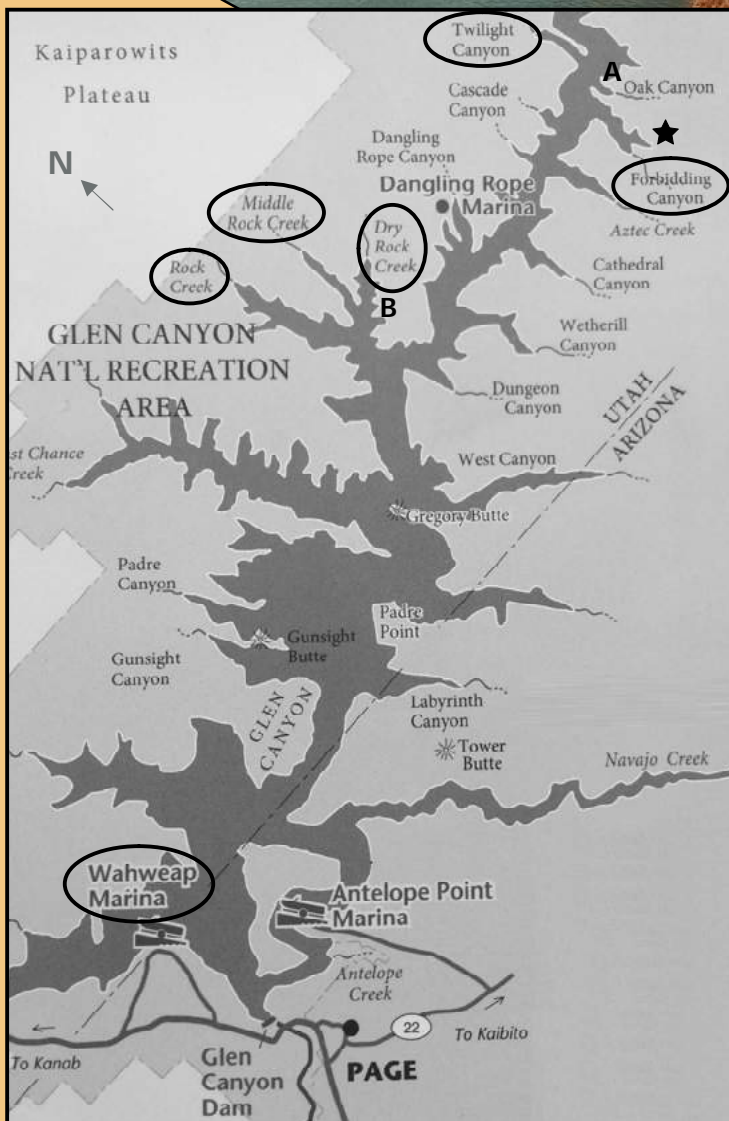 Kaiparowits
Plateau
N
Twilight
Canyon
A
Oak Canyon
Cascade
Canyon
Dangling
Rope Canyon
Dangling Rope
Marina
Forbidding
Canyon
Aztec Creek
Middle
Rock Creek
Dry
Rock
Creek
Rock
Creek
B
Cathedral
Canyon
Wetherill
Canyon
GLEN CANYON
NAT'L RECREATION
AREA
Dungeon
Canyon
UTAH
ARIZONA
st Chance
Creek
West Canyon
Gregory Butte
Padre
Canyon
Padre
Point
Gunsight
Butte
Gunsight
Canyon
GLEN
CANYON
Labyrinth
Canyon
Tower
Butte
Navajo Creek
Wahweap
Marina
Antelope Point
Marina
Antelope
Creek
22
To Kaibito
To Kanab
Glen
Canyon
Dam
PAGE